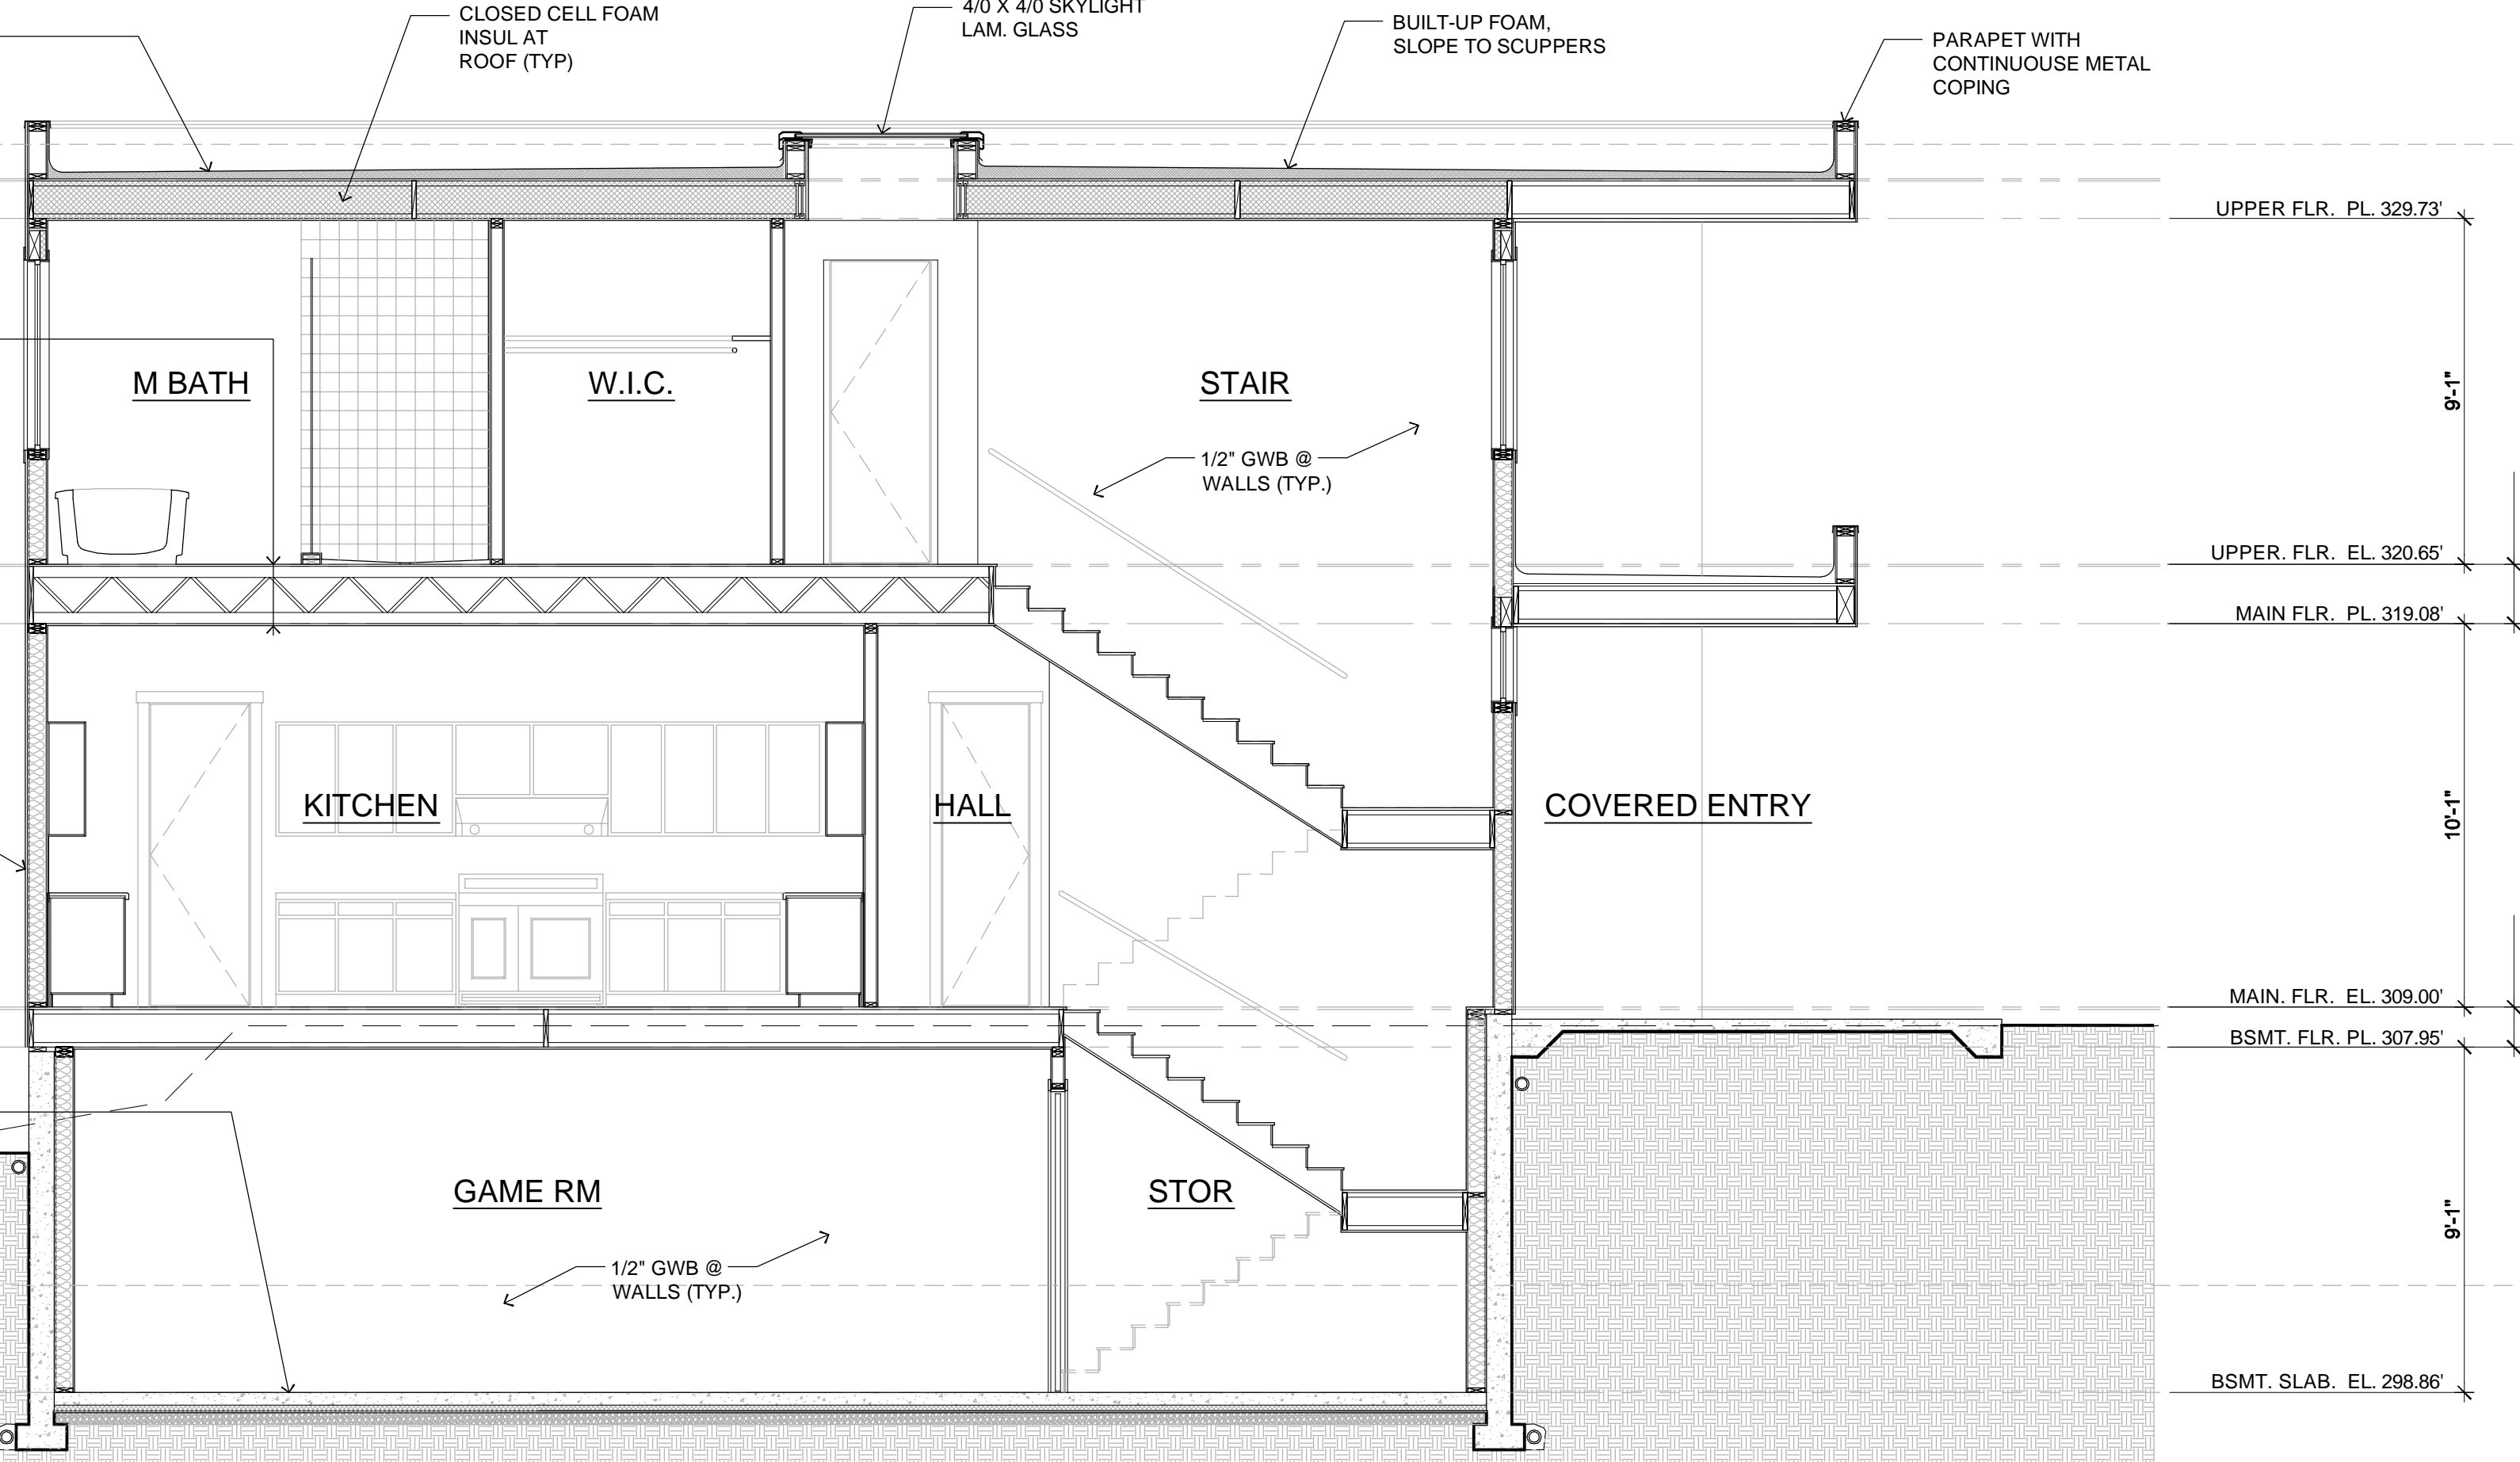 CLOSED CELL FOAM
INSUL AT
ROOF (TYP)
4/0 X 4/0 SKYLIGHT
LAM. GLASS
BUILT-UP FOAM,
SLOPE TO SCUPPERS
PARAPET WITH
CONTINUOUSE METAL
COPING
UPPER FLR. PL. 329.73'
M BATH
W.I.C.
STAIR
9'-1"
1/2" GWB @
WALLS (TYP.)
UPPER. FLR. EL. 320.65'
MAIN FLR. PL. 319.08'
KITCHEN
HALL
COVERED ENTRY
10'-1"
MAIN. FLR. EL. 309.00'
BSMT. FLR. PL. 307.95'
GAME RM
STOR
9'-1"
1/2" GWB @
WALLS (TYP.)
BSMT. SLAB. EL. 298.86'